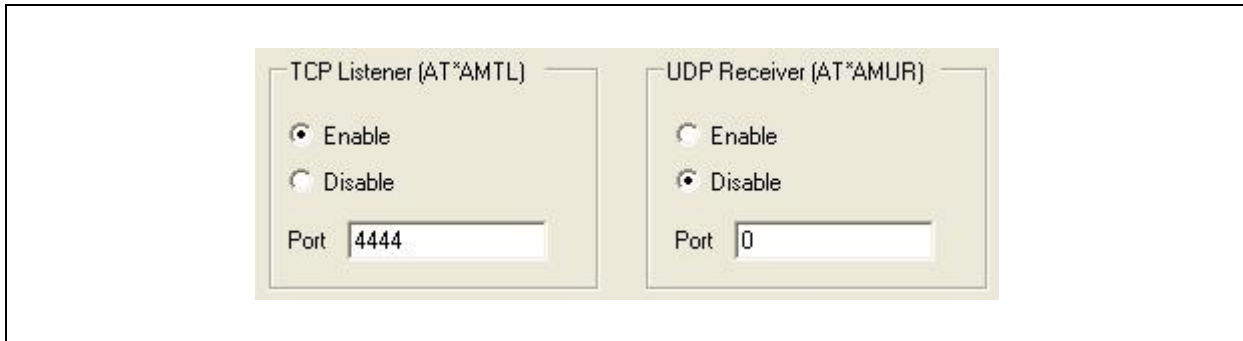 TCP Listener (AT*AMTL)
Enable
Disable
Port 4444
UDP Receiver (AT*AMUR)
Enable
Disable
Port 0